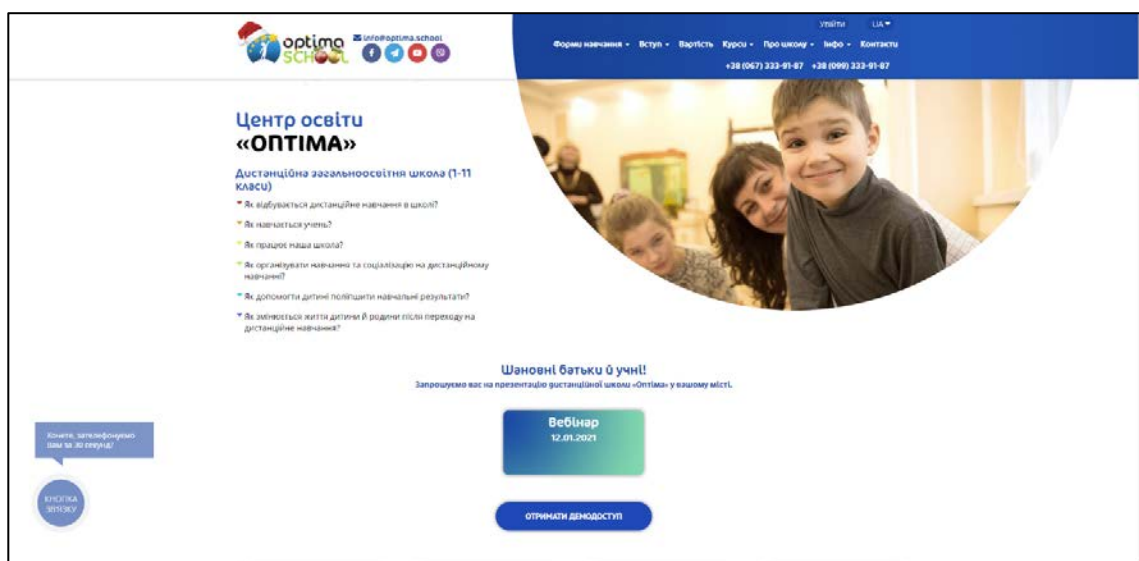 optima
SCHOOL
info@optima.school
Увійти UA
Форми навчання Вступ Вартість Курси Про школу Інфо Контакти
+38 (067) 333-91-87 +38 (099) 333-91-87
Центр освіти
«ОПТІМА»
Дистанційна загальноосвітня школа (1-11
класи)
Як відбувається дистанційне навчання в школі?
Як навчається учень?
Як працює наша школа?
Як організувати навчання та соціалізацію на дистанційному
навчанні?
Як допомогти дитині поліпшити навчальні результати?
Як змінюється життя дитини й родини після переходу на
дистанційне навчання?
Шановні батьки й учні!
Запрошуємо вас на презентацію дистанційної школи «Оптіма» у вашому місті.
Вебінар
12.01.2021
Хочете, зателефонуємо
Вам за 30 секунд?
КНОПКА
ЗВ'ЯЗКУ
ОТРИМАТИ ДЕМОДОСТУП